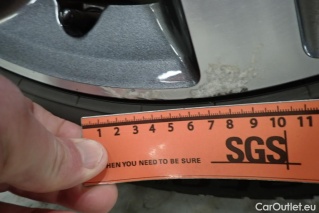 1 2 3 4 5 6 7 8 9 10 11
WHEN YOU NEED TO BE SURE SGS
CarOutlet.eu